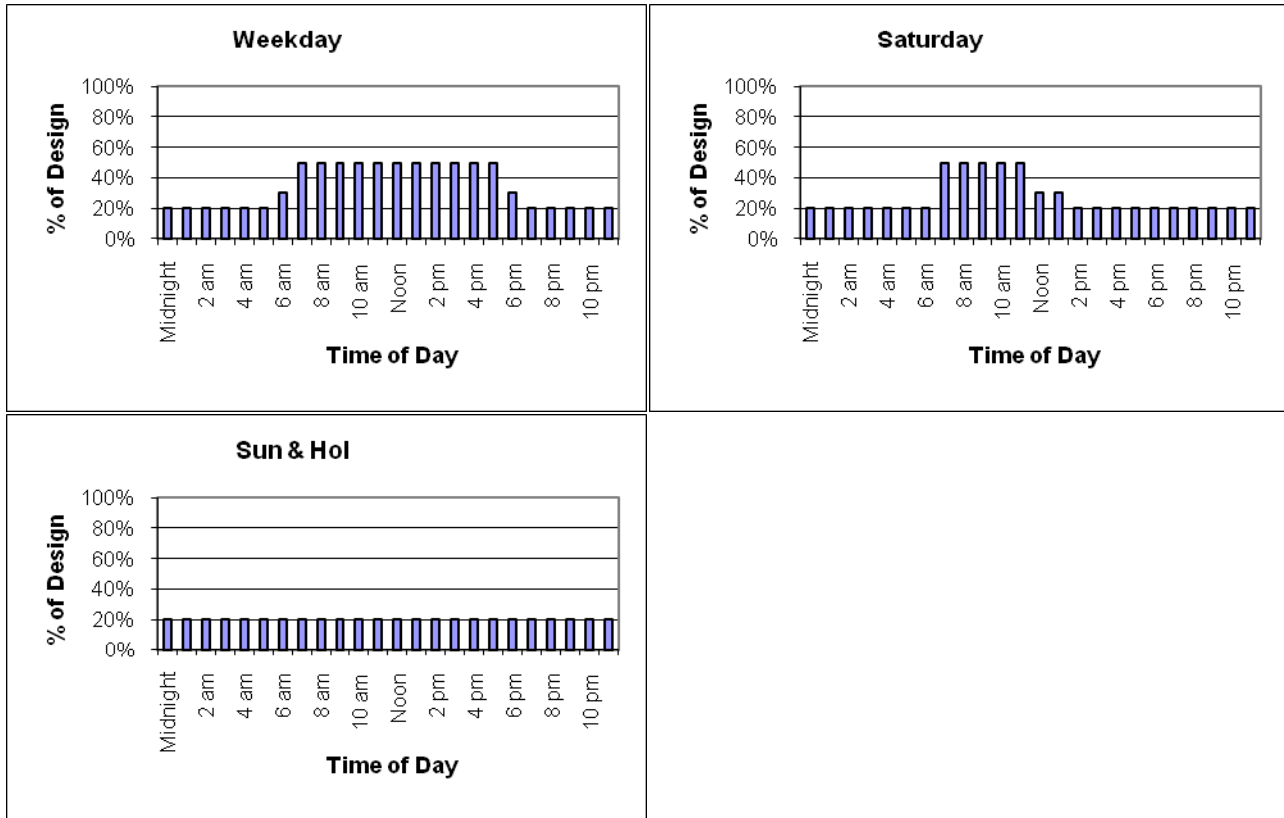 Weekday
% of Design
100%
80%
60%
40%
20%
0%
Midnight
2 am
4 am
6 am
8 am
10 am
Noon
2 pm
4 pm
6 pm
8 pm
10 pm
Time of Day
Saturday
% of Design
100%
80%
60%
40%
20%
0%
Midnight
2 am
4 am
6 am
8 am
10 am
Noon
2 pm
4 pm
6 pm
8 pm
10 pm
Time of Day
Sun & Hol
% of Design
100%
80%
60%
40%
20%
0%
Midnight
2 am
4 am
6 am
8 am
10 am
Noon
2 pm
4 pm
6 pm
8 pm
10 pm
Time of Day